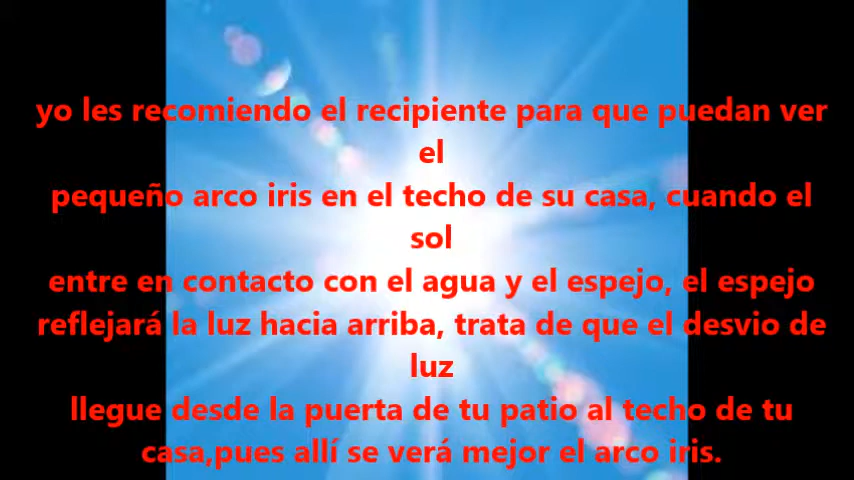 yo les recomiendo el recipiente para que puedan ver
el
pequeño arco iris en el techo de su casa, cuando el
sol
entre en contacto con el agua y el espejo, el espejo
reflejará la luz hacia arriba, trata de que el desvio de
luz
llegue desde la puerta de tu patio al techo de tu
casa,pues allí se verá mejor el arco iris.